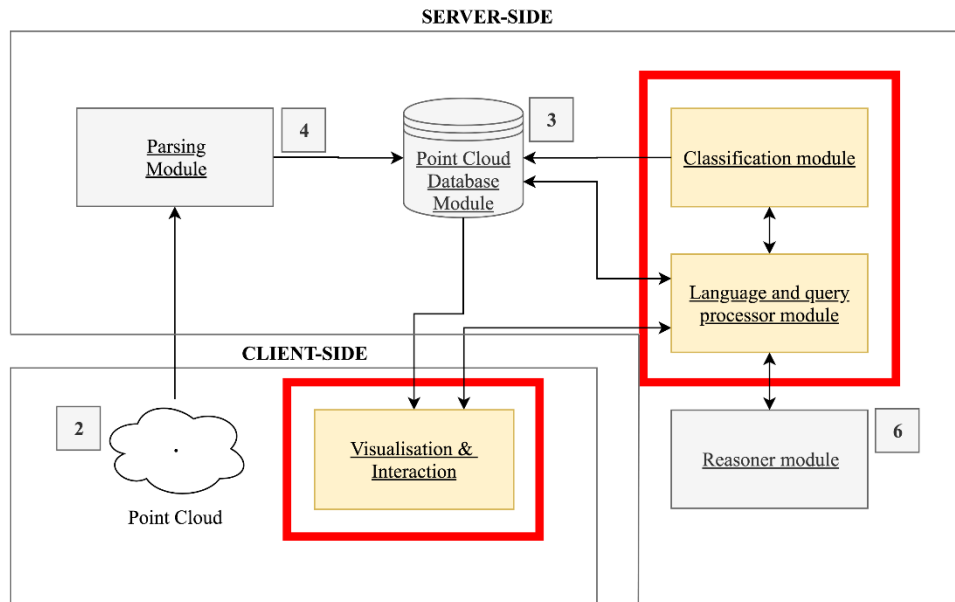 SERVER-SIDE
Parsing
Module
4
Point Cloud
Database
Module
3
Classification module
Language and query
processor module
CLIENT-SIDE
2
Point Cloud
Visualisation &
Interaction
Reasoner module
6